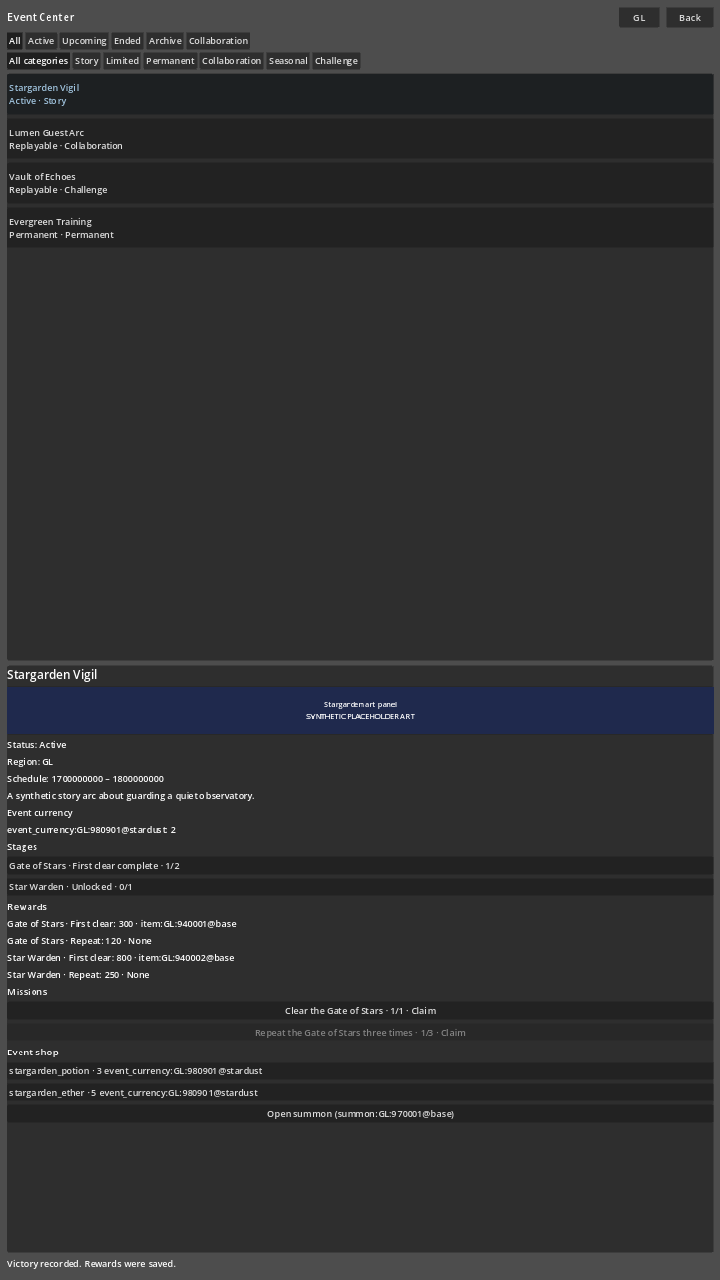 Event Center
GL
Back
All Active Upcoming Ended Archive Collaboration
All categories Story Limited Permanent Collaboration Seasonal Challenge
Stargarden Vigil
Active · Story
Lumen Guest Arc
Replayable · Collaboration
Vault of Echoes
Replayable · Challenge
Evergreen Training
Permanent · Permanent
Stargarden Vigil
Stargarden art panel
SYNTHETIC PLACEHOLDER ART
Status: Active
Region: GL
Schedule: 1700000000 – 1800000000
A synthetic story arc about guarding a quiet observatory.
Event currency
event_currency:GL:980901@stardust: 2
Stages
Gate of Stars · First clear complete · 1/2
Star Warden · Unlocked · 0/1
Rewards
Gate of Stars · First clear: 300 · item:GL:940001@base
Gate of Stars · Repeat: 120 · None
Star Warden · First clear: 800 · item:GL:940002@base
Star Warden · Repeat: 250 · None
Missions
Clear the Gate of Stars · 1/1 · Claim
Repeat the Gate of Stars three times · 1/3 · Claim
Event shop
stargarden_potion · 3 event_currency:GL:980901@stardust
stargarden_ether · 5 event_currency:GL:980901@stardust
Open summon (summon:GL:970001@base)
Victory recorded. Rewards were saved.